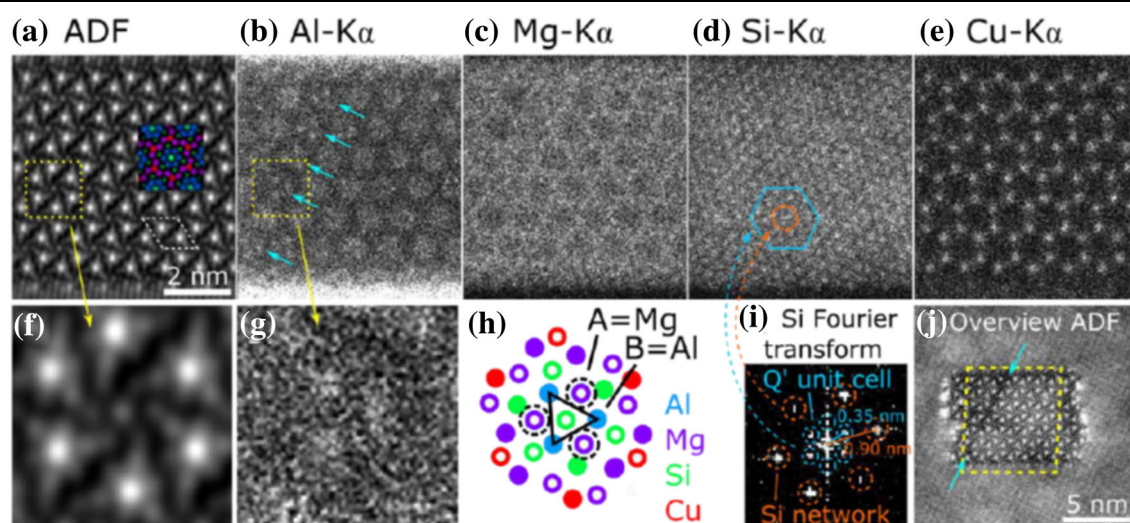 (a) ADF
(b) Al-Kα
(c) Mg-Kα
(d) Si-Kα
(e) Cu-Kα
2 nm
(f)
(g)
(h)
A=Mg
B=Al
Al
Mg
Si
Cu
(i) Si Fourier
transform
Q' unit cell
0.35 nm
0.90 nm
Si network
(j) Overview ADF
5 nm